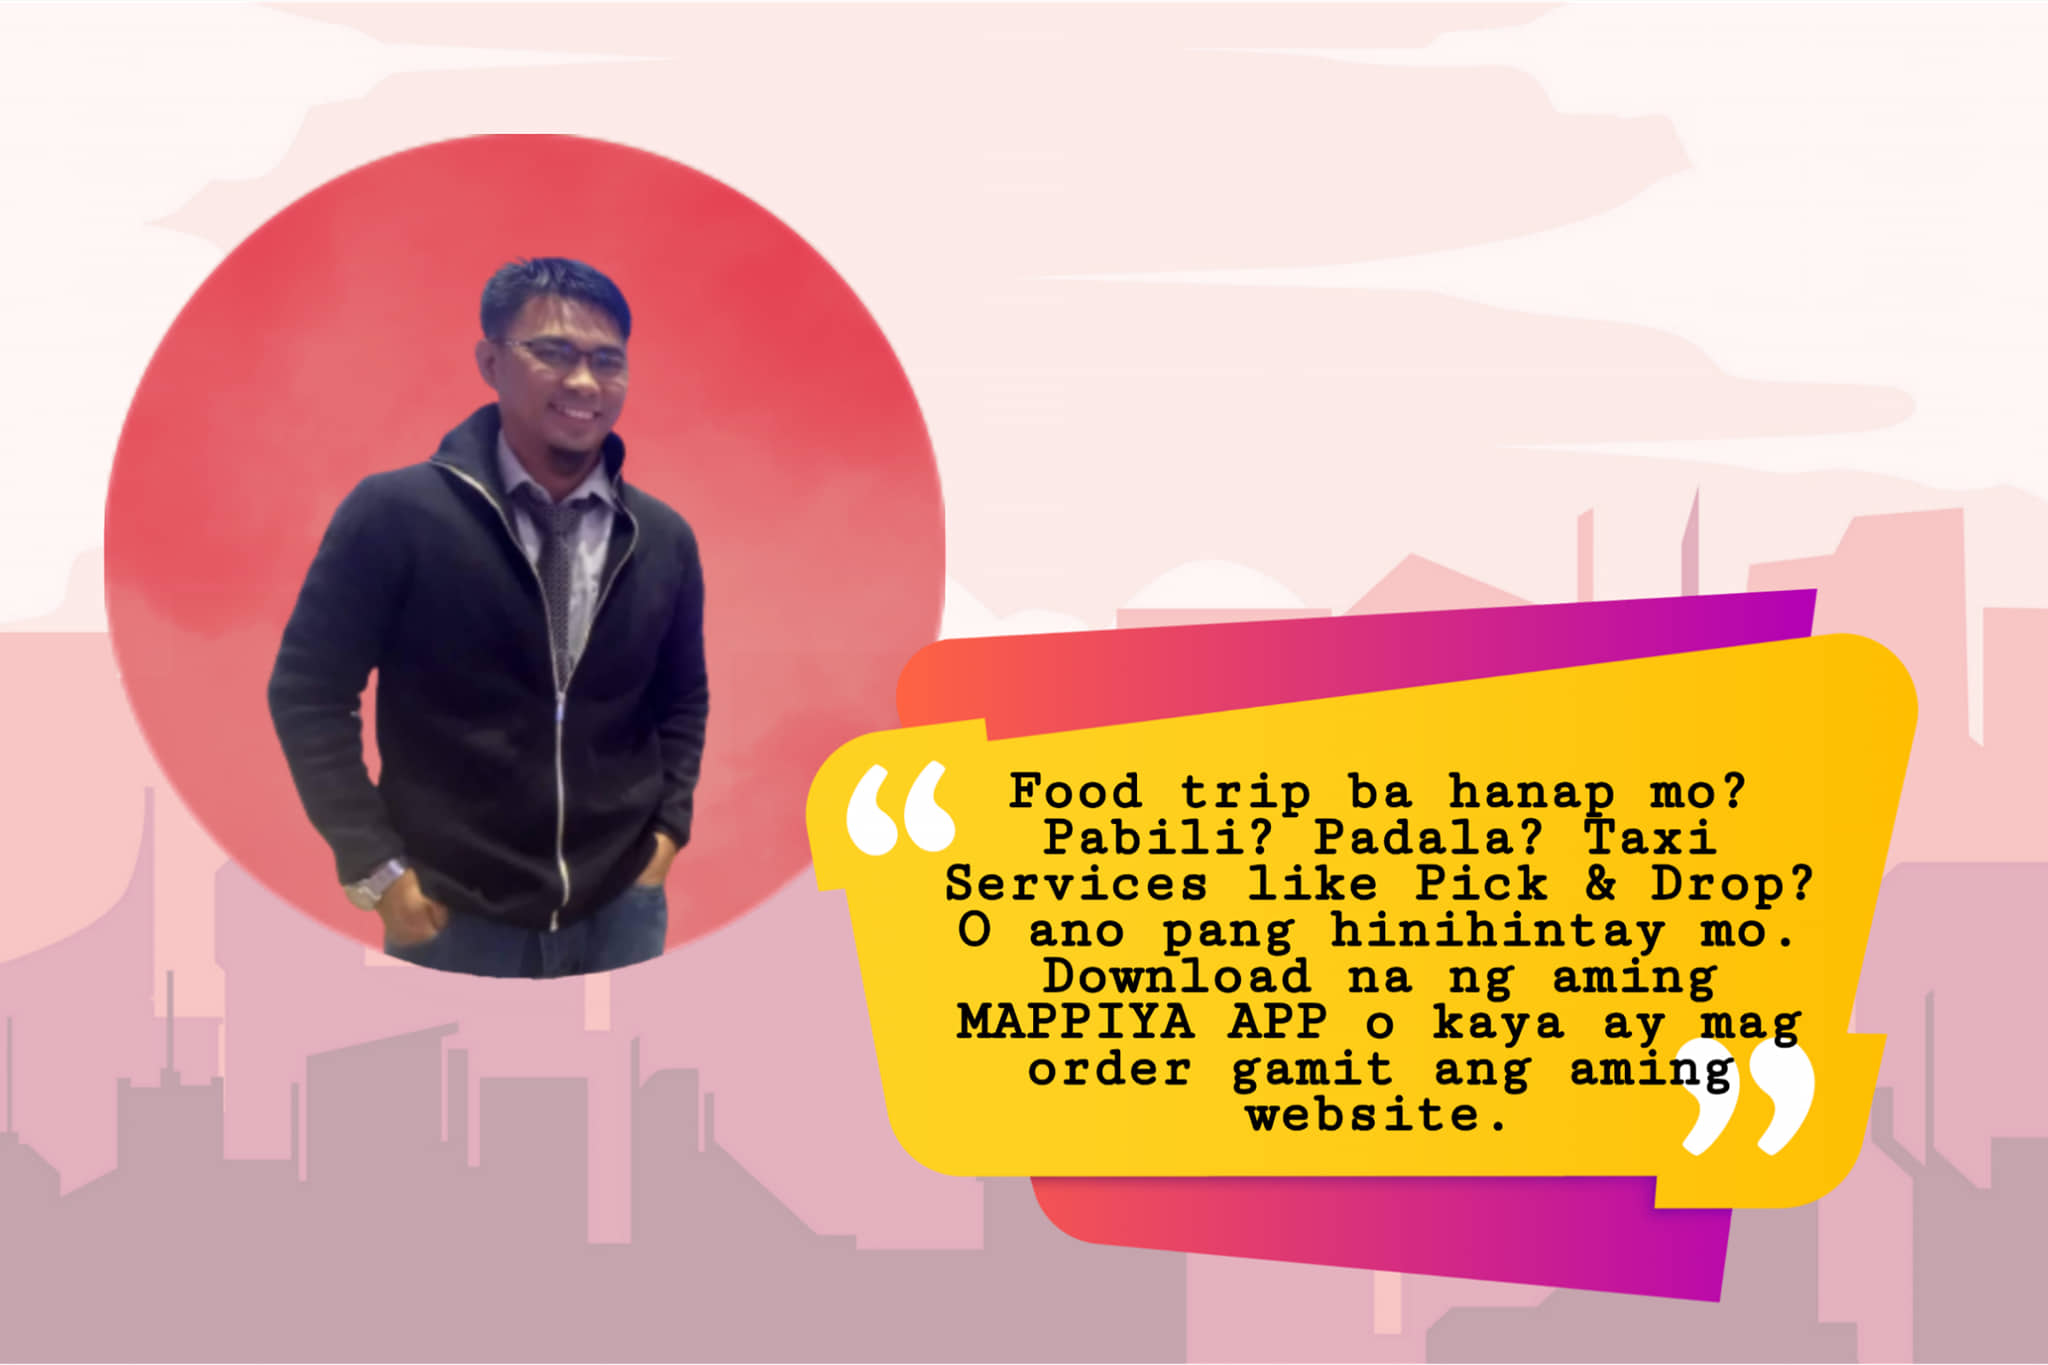 Food trip ba hanap mo?
Pabili? Padala? Taxi
Services like Pick & Drop?
O ano pang hinihintay mo.
Download na ng aming
MAPPIYA APP o kaya ay mag
order gamit ang aming
website.